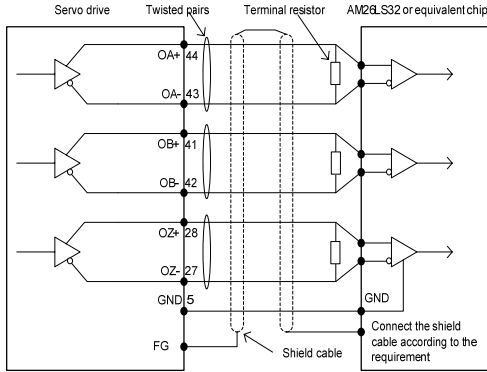 Servo drive
Twisted pairs
Terminal resistor
AM26LS32 or equivalent chip
OA+ 44
OA- 43
OB+ 41
OB- 42
OZ+ 28
OZ- 27
GND 5
GND
FG
Shield cable
Connect the shield
cable according to the
requirement